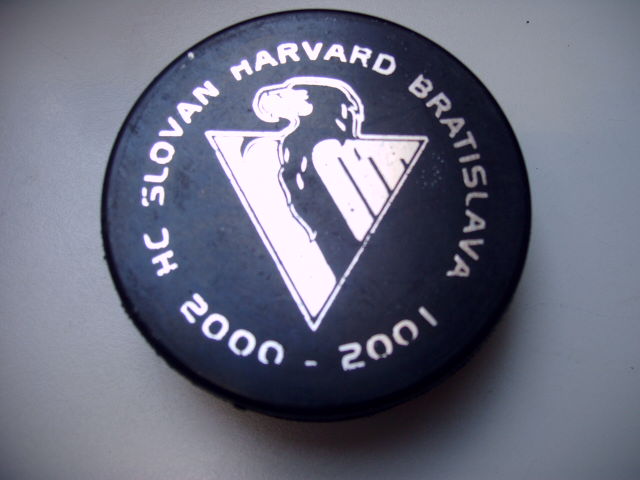 HC SLOVAN HARVARD BRATISLAVA
2000 - 2001